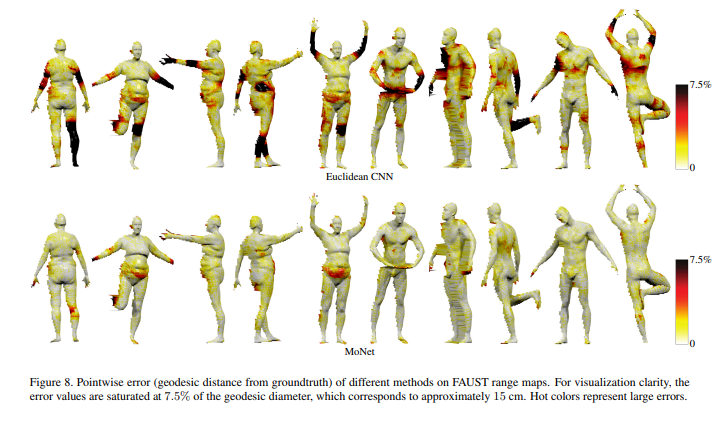 7.5%
0
Euclidean CNN
7.5%
0
MoNet
Figure 8. Pointwise error (geodesic distance from groundtruth) of different methods on FAUST range maps. For visualization clarity, the
error values are saturated at 7.5% of the geodesic diameter, which corresponds to approximately 15 cm. Hot colors represent large errors.